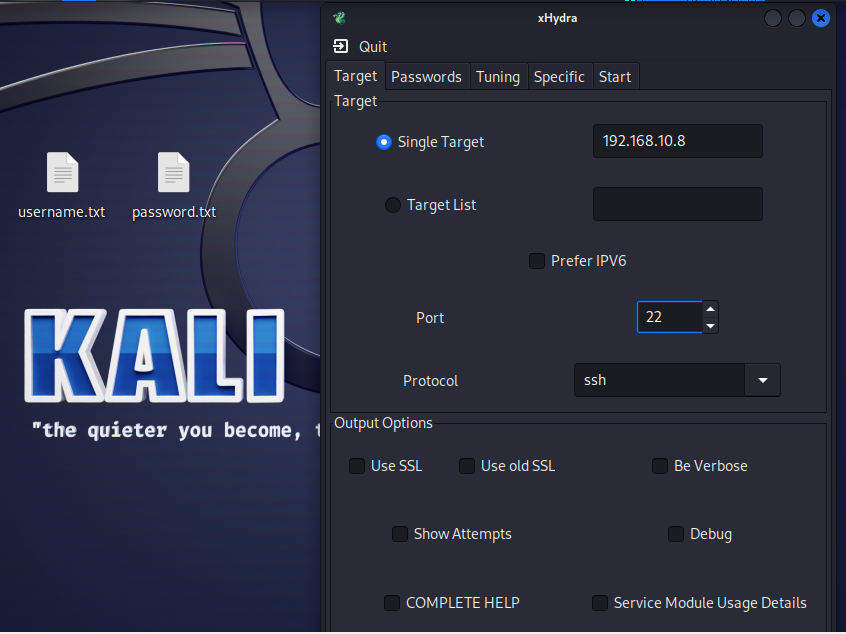 xHydra
Quit
Target Passwords Tuning Specific Start
Target
Single Target 192.168.10.8
Target List
Prefer IPV6
Port 22
Protocol ssh
Output Options
Use SSL Use old SSL Be Verbose
Show Attempts Debug
COMPLETE HELP Service Module Usage Details
username.txt password.txt
KALI
"the quieter you become,